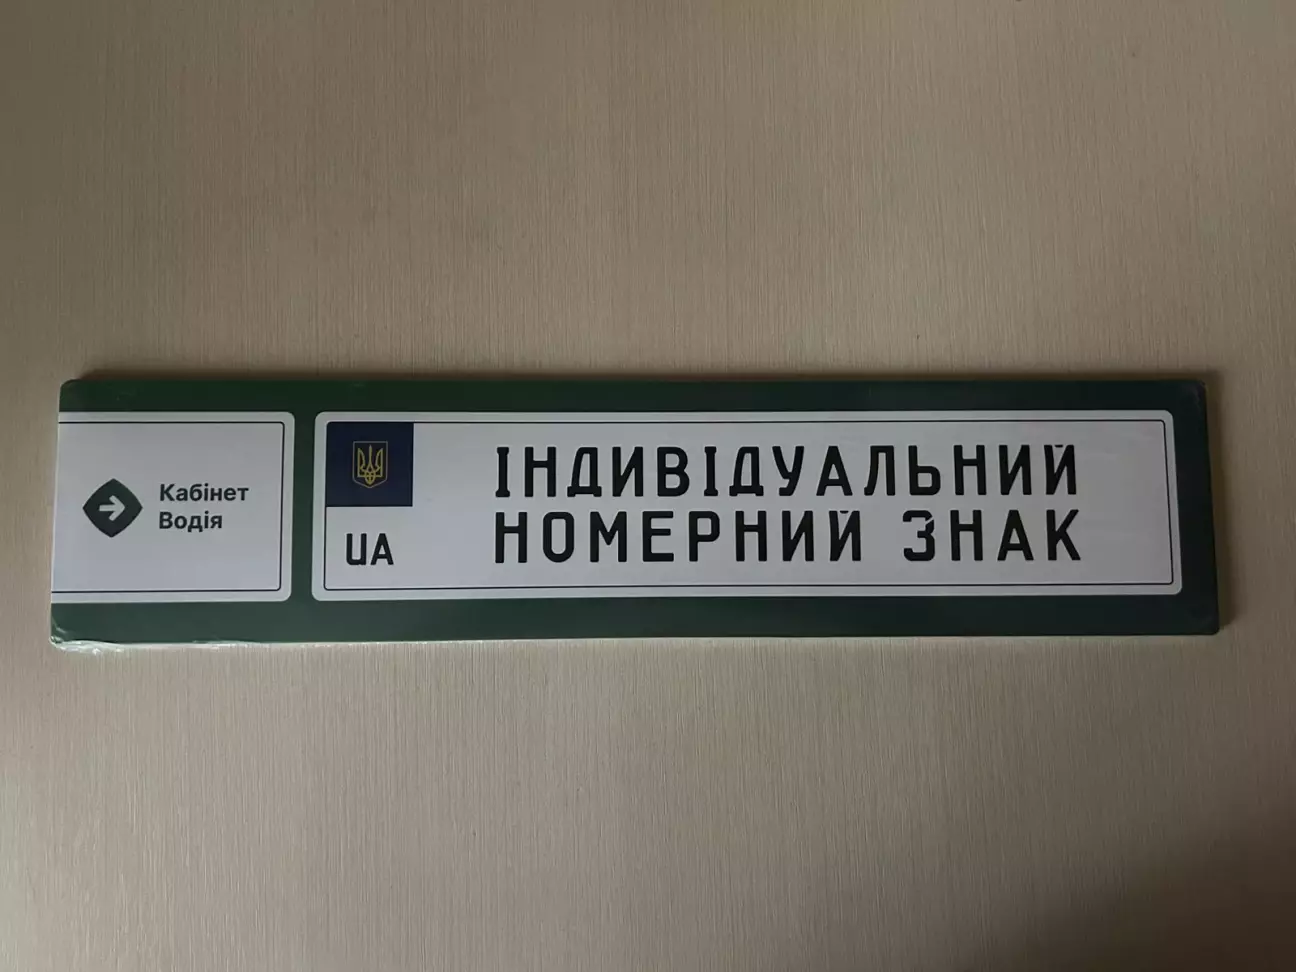 Кабінет
Водія
UA
ІНДИВІДУАЛЬНИЙ
НОМЕРНИЙ ЗНАК